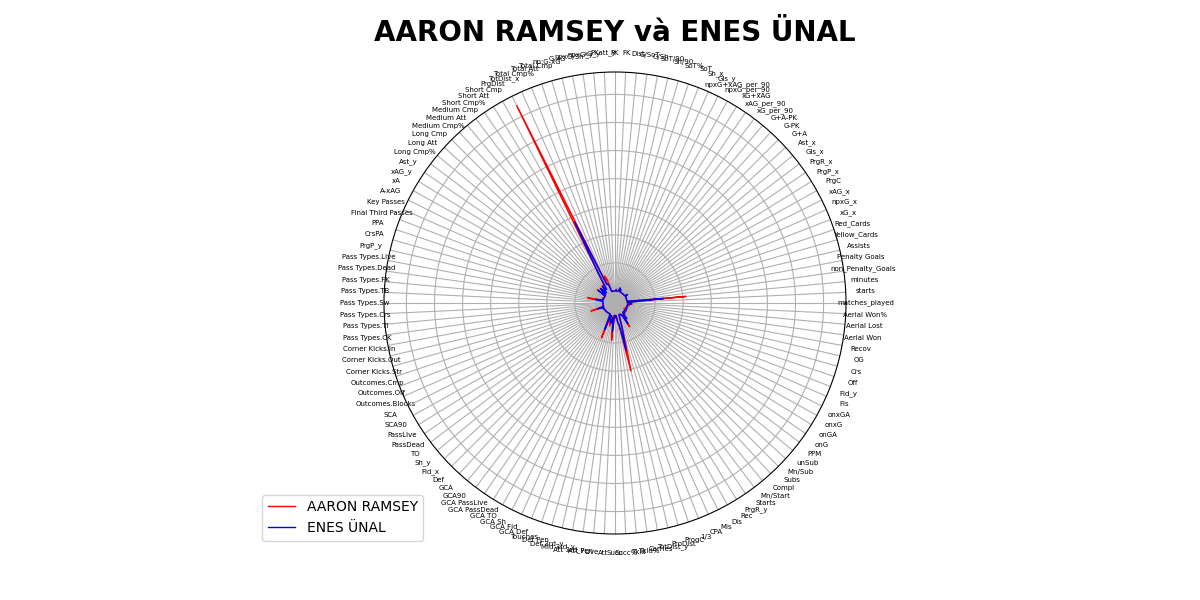 AARON RAMSEY và ENES ÜNAL
FK
Total Cmp%
TotDist_x
PrgDist
Short Cmp
Short Att
Short Cmp%
Medium Cmp
Medium Att
Medium Cmp%
Long Cmp
Long Att
Long Cmp%
Ast_y
xAG_y
xA
A-xAG
Key Passes
Final Third Passes
PPA
CrsPA
PrgP_y
Pass Types.Live
Pass Types.Dead
Pass Types.FK
Pass Types.TB
Pass Types.Sw
Pass Types.Crs
Pass Types.TI
Pass Types.CK
Corner Kicks.In
Corner Kicks.Out
Corner Kicks.Str
Outcomes.Cmp
Outcomes.Off
Outcomes.Blocks
SCA
SCA90
PassLive
PassDead
TO
Sh_y
Fld_x
Def
GCA
GCA90
GCA PassLive
GCA PassDead
GCA TO
GCA Sh
GCA Fld
GCA Def
SoT
Sh_x
Gls_y
npxG+xAG_per_90
npxG_per_90
xG+xAG
xAG_per_90
xG_per_90
G+A-PK
G-PK
G+A
Ast_x
Gls_x
PrgR_x
PrgP_x
PrgC
xAG_x
npxG_x
xG_x
Red_Cards
Yellow_Cards
Assists
Penalty Goals
non_Penalty_Goals
minutes
starts
matches_played
Aerial Won%
Aerial Lost
Aerial Won
Recov
OG
Crs
Off
Fld_y
Fls
onxGA
onxG
onGA
onG
PPM
unSub
Mn/Sub
Subs
Compl
Mn/Start
Starts
PrgR_y
Rec
Dis
Mis
CPA
1/3
ProgC
AARON RAMSEY
ENES ÜNAL